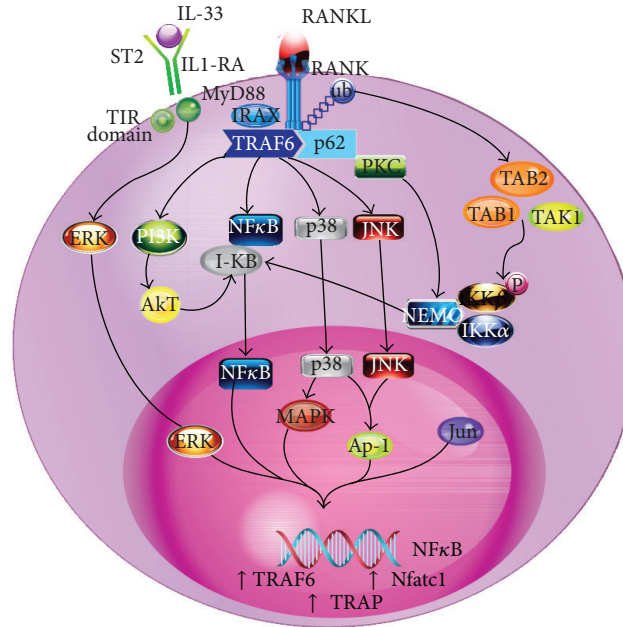 IL-33
RANKL
ST2
IL1-RA
RANK
MyD88
ub
IRAX
TIR
domain
TRAF6
p62
PKC
TAB2
TAB1
TAK1
ERK
PI3K
NFκB
p38
JNK
I-KB
P
IKKβ
AkT
NEMO
IKKα
NFκB
p38
JNK
MAPK
ERK
Ap-1
Jun
NFκB
↑ TRAF6
↑ Nfatc1
↑ TRAP